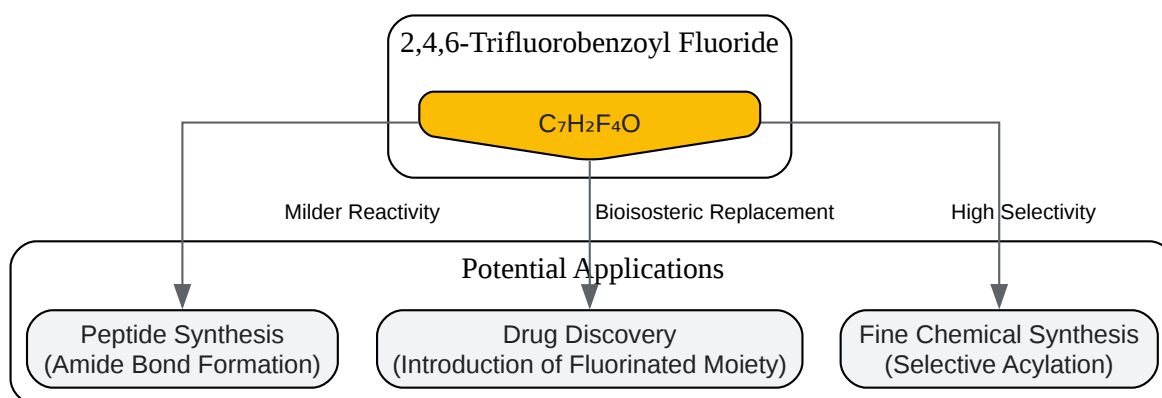 2,4,6-Trifluorobenzoyl Fluoride
C₇H₂F₄O
Milder Reactivity
Bioisosteric Replacement
High Selectivity
Potential Applications
Peptide Synthesis
(Amide Bond Formation)
Drug Discovery
(Introduction of Fluorinated Moiety)
Fine Chemical Synthesis
(Selective Acylation)